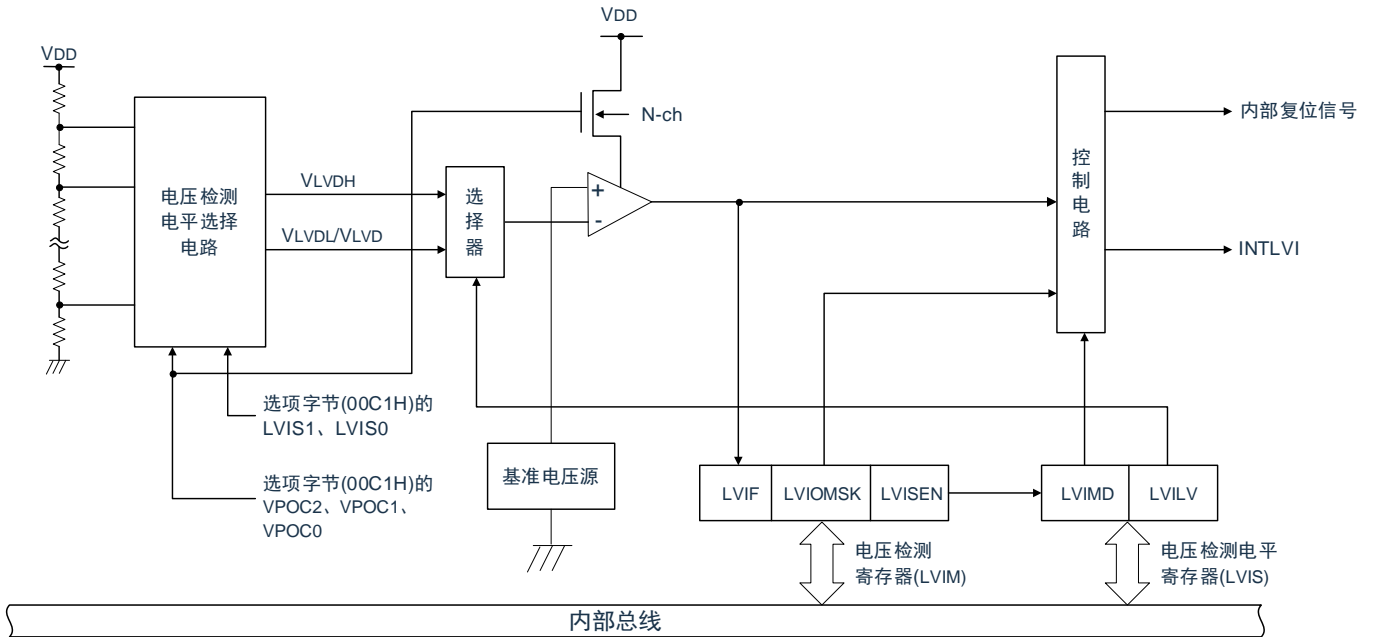 VDD
VDD
N-ch
内部复位信号
电压检测
电平选择
电路
VLVDH
VLVDL/VLVD
选
择
器
+
-
控
制
电
路
INTLVI
选项字节(00C1H)的
LVIS1、LVIS0
选项字节(00C1H)的
VPOC2、VPOC1、
VPOC0
基准电压源
LVIF
LVIOMSK
LVISEN
LVIMD
LVILV
电压检测
寄存器(LVIM)
电压检测电平
寄存器(LVIS)
内部总线